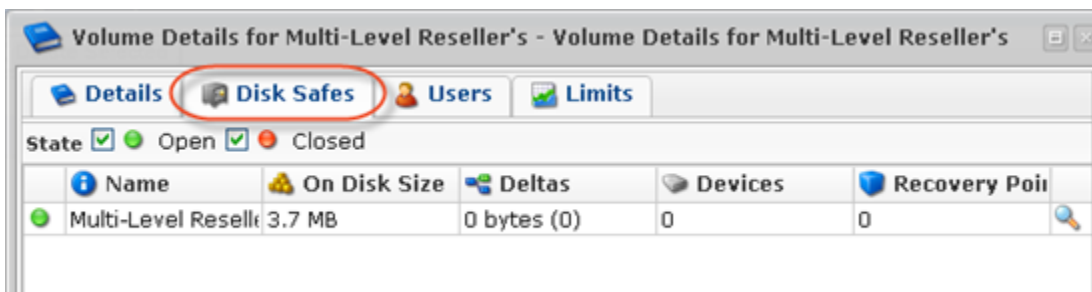 Volume Details for Multi-Level Reseller's - Volume Details for Multi-Level Reseller's
Details Disk Safes Users Limits
State Open Closed
Name On Disk Size Deltas Devices Recovery Poin
Multi-Level Reselle 3.7 MB 0 bytes (0) 0 0